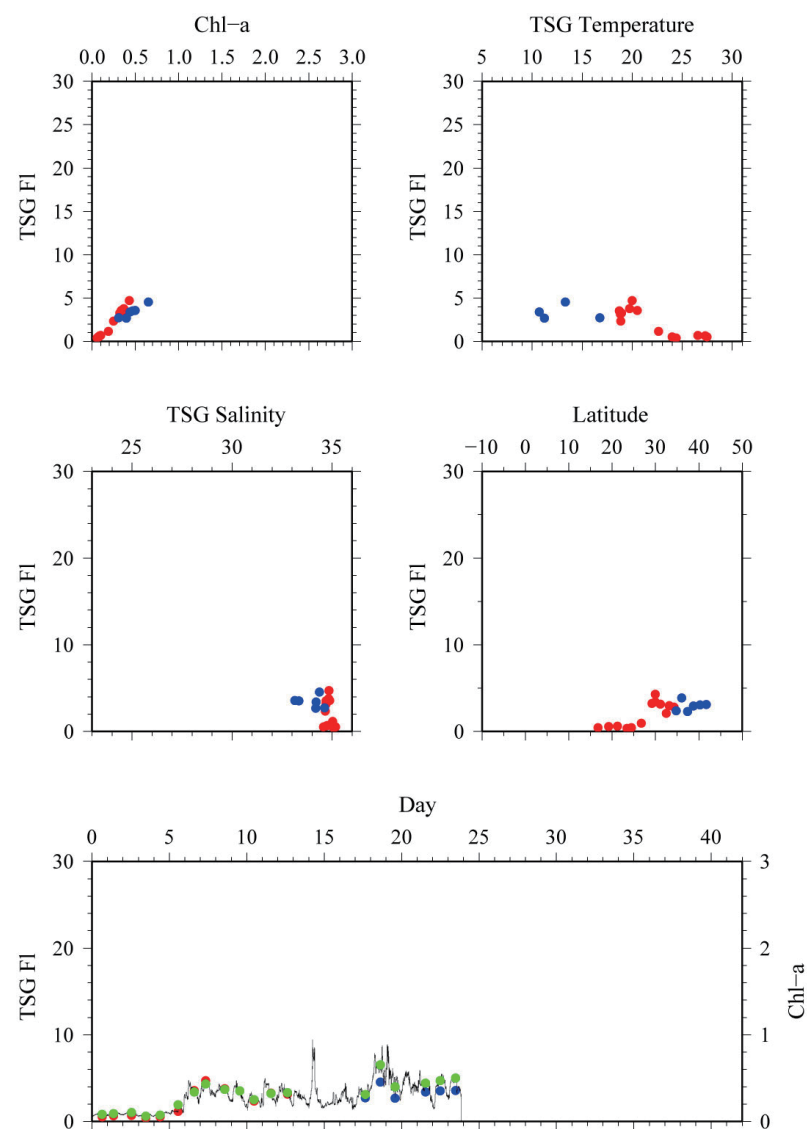 Chl−a TSG Temperature
0.0 0.5 1.0 1.5 2.0 2.5 3.0 5 10 15 20 25 30
30 30
25 25
20 20
15 15
10 10
5 5
0 0
TSG Fl TSG Fl
TSG Salinity Latitude
25 30 35 −10 0 10 20 30 40 50
30 30
20 20
10 10
0 0
TSG Fl TSG Fl
Day
0 5 10 15 20 25 30 35 40
30 3
20 2
10 1
0 0
TSG Fl Chl−a